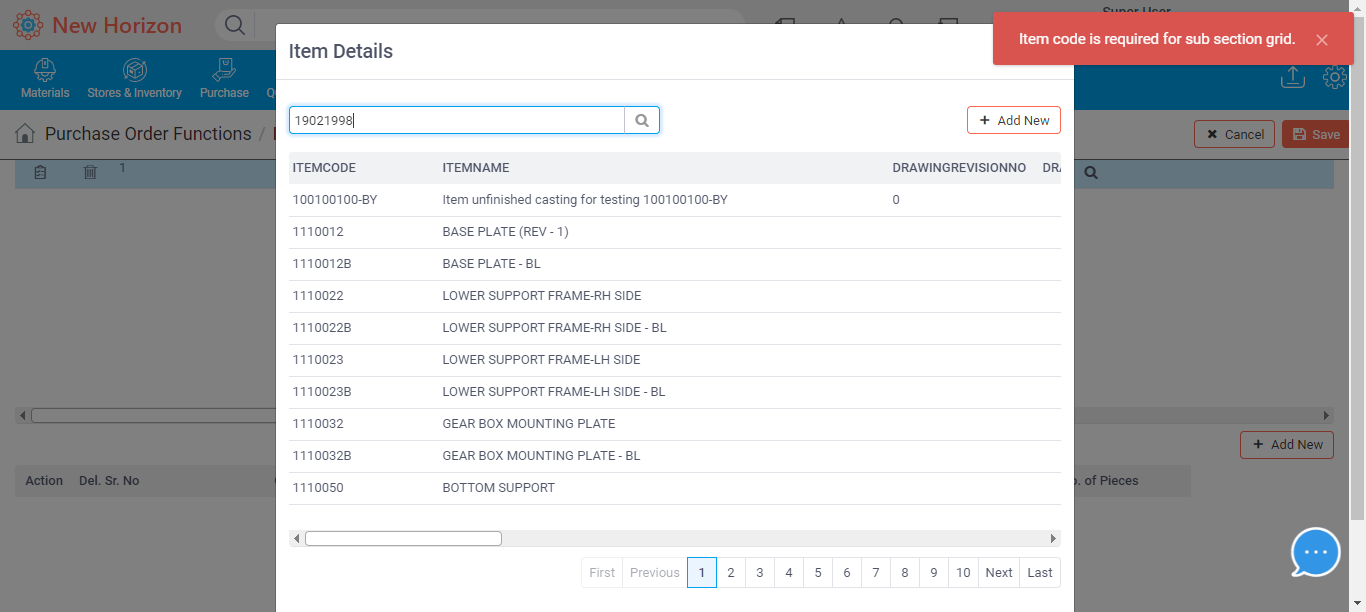 New Horizon
Super User
Item code is required for sub section grid.
Item Details
Materials
Stores & Inventory
Purchase
19021998
Add New
Purchase Order Functions /
Cancel
Save
ITEMCODE ITEMNAME DRAWINGREVISIONNO
1
100100100-BY Item unfinished casting for testing 100100100-BY 0
1110012 BASE PLATE (REV - 1)
1110012B BASE PLATE - BL
1110022 LOWER SUPPORT FRAME-RH SIDE
1110022B LOWER SUPPORT FRAME-RH SIDE - BL
1110023 LOWER SUPPORT FRAME-LH SIDE
1110023B LOWER SUPPORT FRAME-LH SIDE - BL
1110032 GEAR BOX MOUNTING PLATE
1110032B GEAR BOX MOUNTING PLATE - BL
Add New
Action Del. Sr. No of Pieces
1110050 BOTTOM SUPPORT
First Previous 1 2 3 4 5 6 7 8 9 10 Next Last